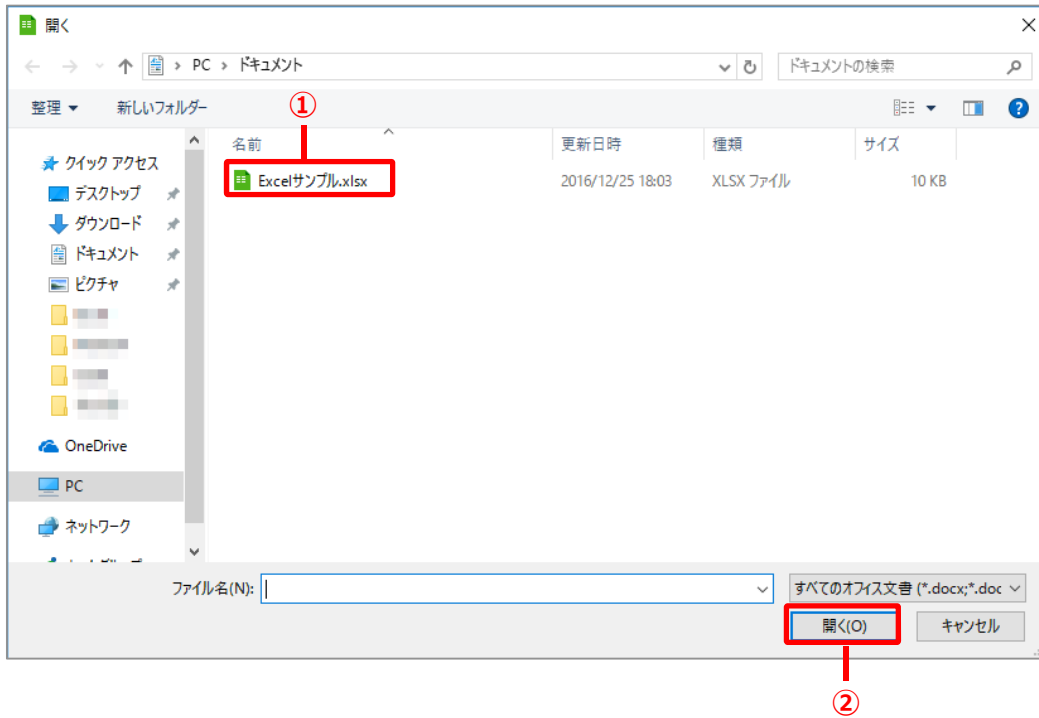 開く
PC › ドキュメント
ドキュメントの検索
整理 新しいフォルダー
①
名前 更新日時 種類 サイズ
Excelサンプル.xlsx 2016/12/25 18:03 XLSX ファイル 10 KB
クイック アクセス
デスクトップ
ダウンロード
ドキュメント
ピクチャ
OneDrive
PC
ネットワーク
ファイル名(N): すべてのオフィス文書 (*.docx;*.doc
開く(O) キャンセル
②